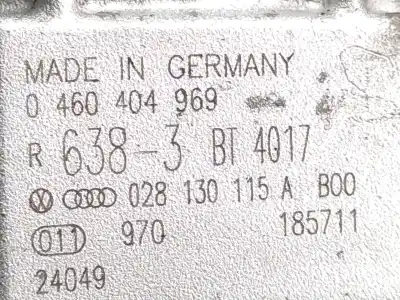 MADE IN GERMANY
0 460 404 969
R 638-3 BT 4017
028 130 115 A B00
011 970 185711
24049